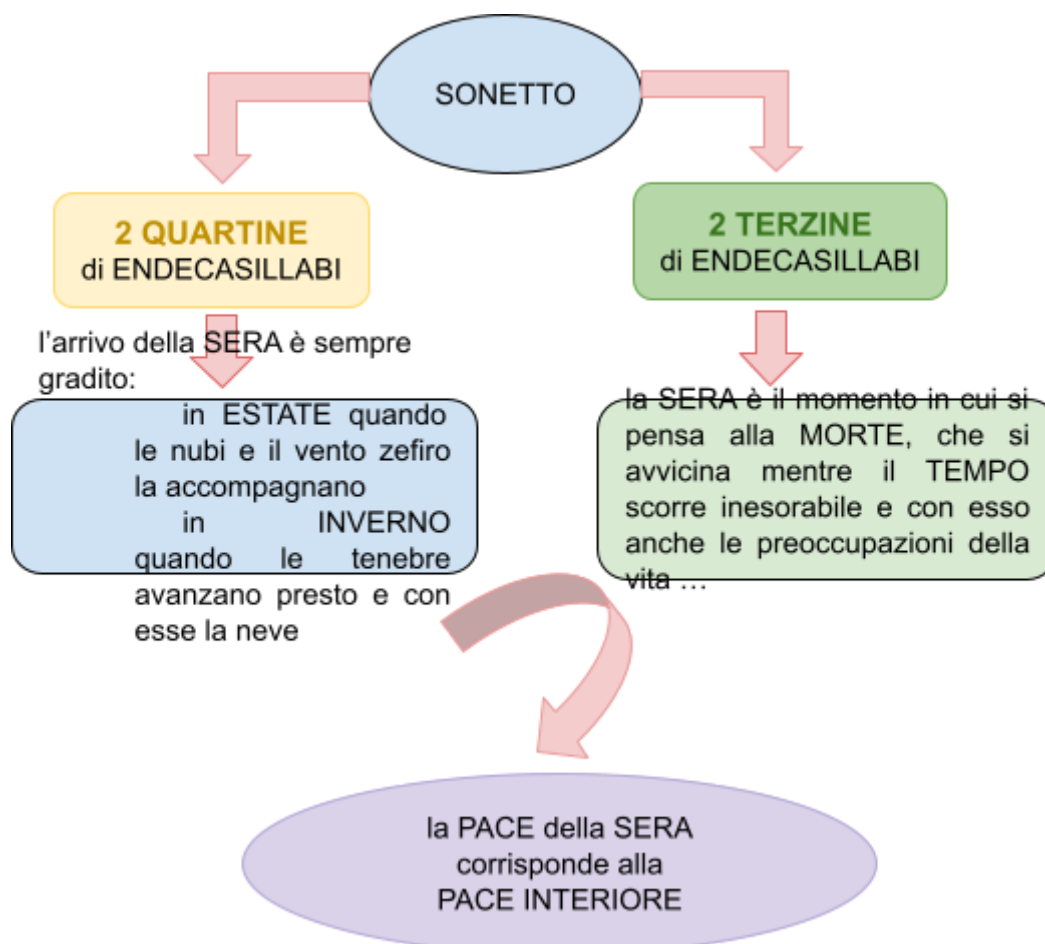 SONETTO
2 QUARTINE
di ENDECASILLABI
l'arrivo della SERA è sempre
gradito:
in ESTATE quando
le nubi e il vento zefiro
la accompagnano
in INVERNO
quando le tenebre
avanzano presto e con
esse la neve
2 TERZINE
di ENDECASILLABI
la SERA è il momento in cui si
pensa alla MORTE, che si
avvicina mentre il TEMPO
scorre inesorabile e con esso
anche le preoccupazioni della
vita …
la PACE della SERA
corrisponde alla
PACE INTERIORE